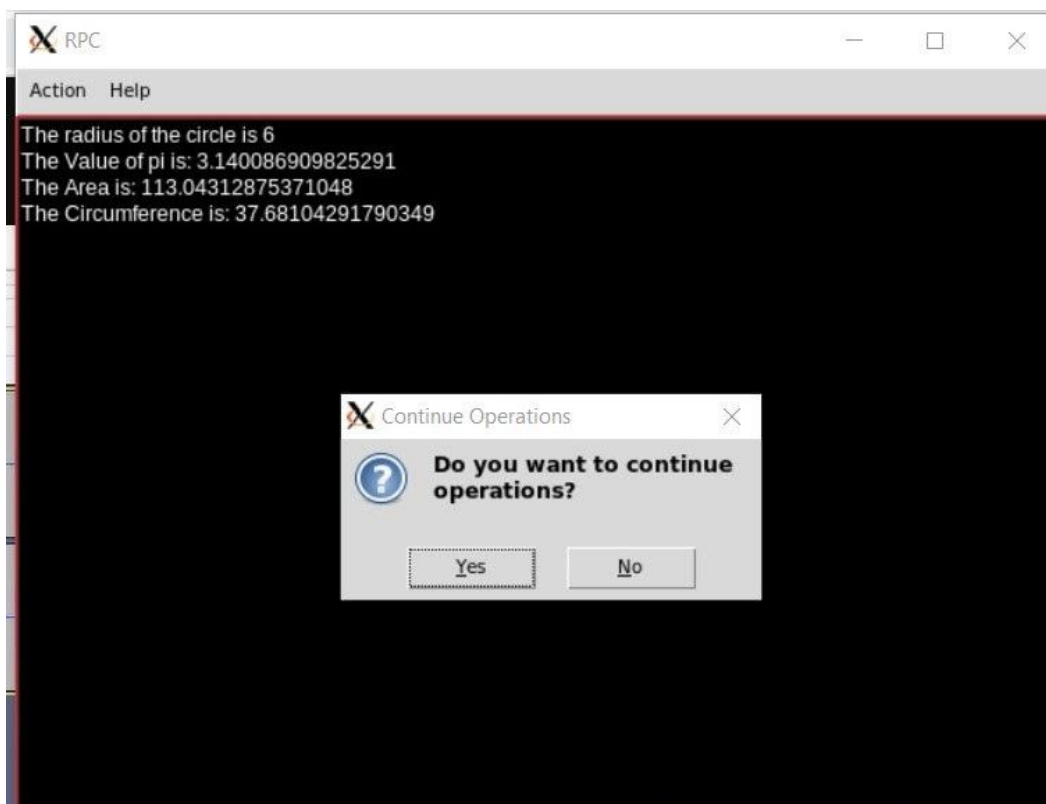 RPC
Action Help
The radius of the circle is 6
The Value of pi is: 3.140086909825291
The Area is: 113.04312875371048
The Circumference is: 37.68104291790349
Continue Operations
Do you want to continue
operations?
Yes No